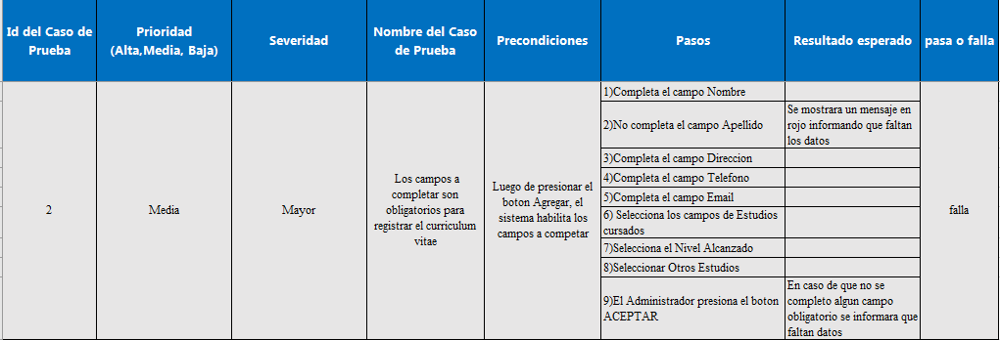 Id del Caso de
Prueba
Prioridad
(Alta,Media, Baja)
Severidad
Nombre del Caso
de Prueba
Precondiciones
Pasos
Resultado esperado
pasa o falla
2
Media
Mayor
Los campos a
completar son
obligatorios para
registrar el curriculum
vitae
Luego de presionar el
boton Agregar, el
sistema habilita los
campos a competar
1)Completa el campo Nombre
2)No completa el campo Apellido
Se mostrara un mensaje en
rojo informando que faltan
los datos
3)Completa el campo Direccion
4)Completa el campo Telefono
5)Completa el campo Email
6) Selecciona los campos de Estudios
cursados
7)Selecciona el Nivel Alcanzado
8)Seleccionar Otros Estudios
9)El Administrador presiona el boton
ACEPTAR
En caso de que no se
completo algun campo
obligatorio se informara que
faltan datos
falla